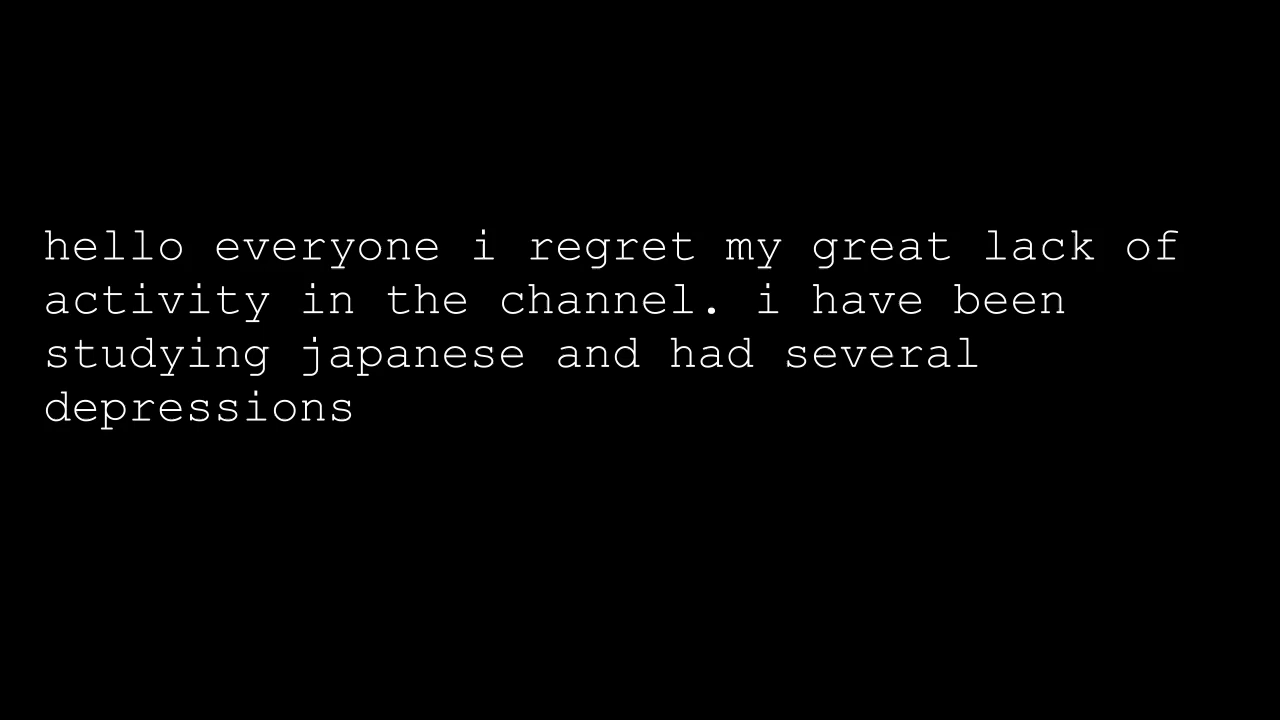 hello everyone i regret my great lack of
activity in the channel. i have been
studying japanese and had several
depressions